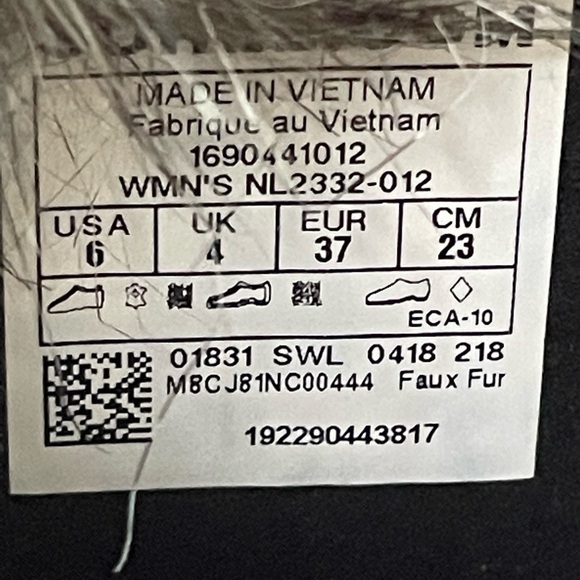 MADE IN VIETNAM
Fabrique au Vietnam
1690441012
WMN'S NL2332-012
USA UK EUR CM
6 4 37 23
ECA-10
01831 SWL 0418 218
M8CJ81NC00444 Faux Fur
192290443817